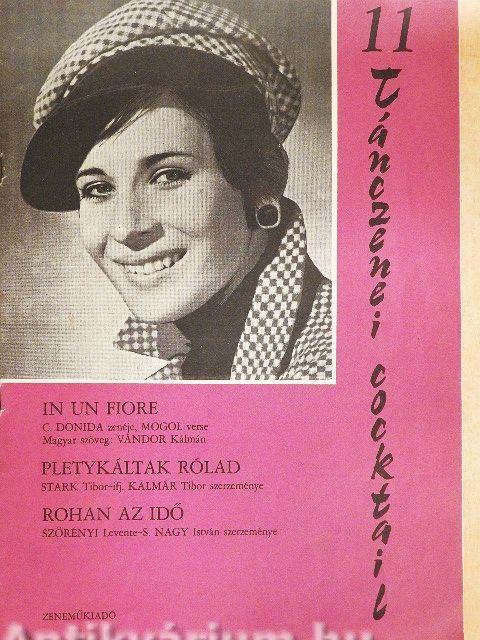 11
Tánczenei cocktail
IN UN FIORE
C. DONIDA zenéje, MOGOL verse
Magyar szöveg: VÁNDOR Kálmán
PLETYKÁLTAK RÓLAD
STARK Tibor–ifj. KALMÁR Tibor szerzeménye
ROHAN AZ IDŐ
SZÖRÉNYI Levente–S. NAGY István szerzeménye
ZENEMŰKIADÓ
Antikvárium.hu